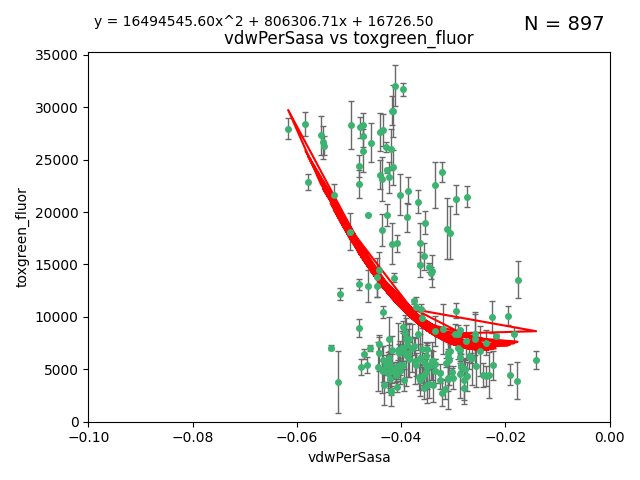 y = 16494545.60x^2 + 806306.71x + 16726.50
N = 897
vdwPerSasa vs toxgreen_fluor
toxgreen_fluor
35000
30000
25000
20000
15000
10000
5000
0
−0.10
−0.08
−0.06
−0.04
−0.02
0.00
vdwPerSasa